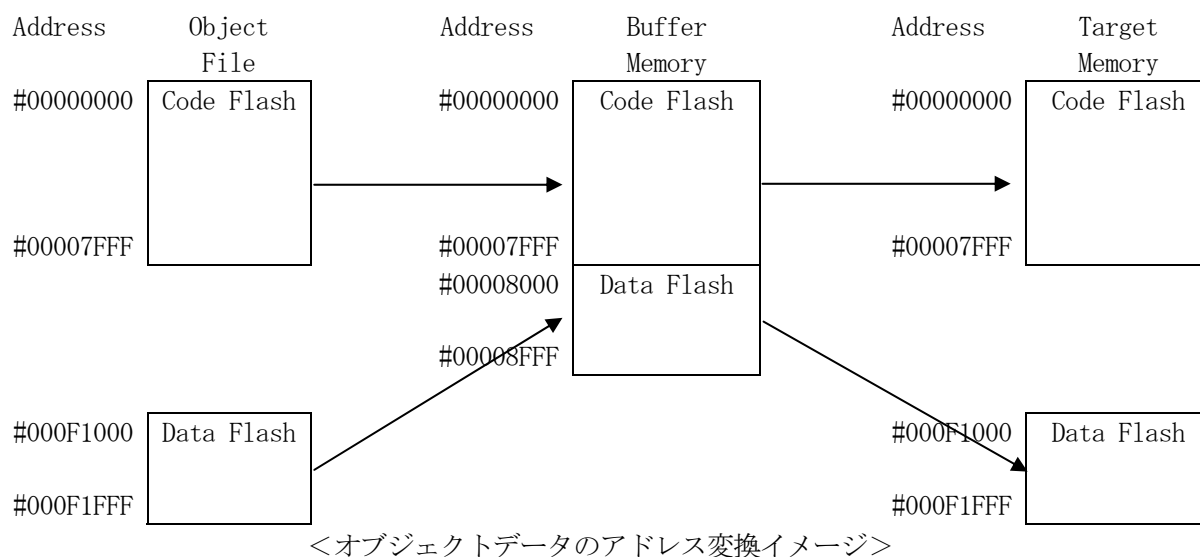 Address Object Address Buffer Address Target
File Memory Memory
#00000000 Code Flash #00000000 Code Flash #00000000 Code Flash
#00007FFF #00007FFF #00007FFF
#00008000 Data Flash
#00008FFF
#000F1000 Data Flash #000F1000 Data Flash
#000F1FFF #000F1FFF
<オブジェクトデータのアドレス変換イメージ>